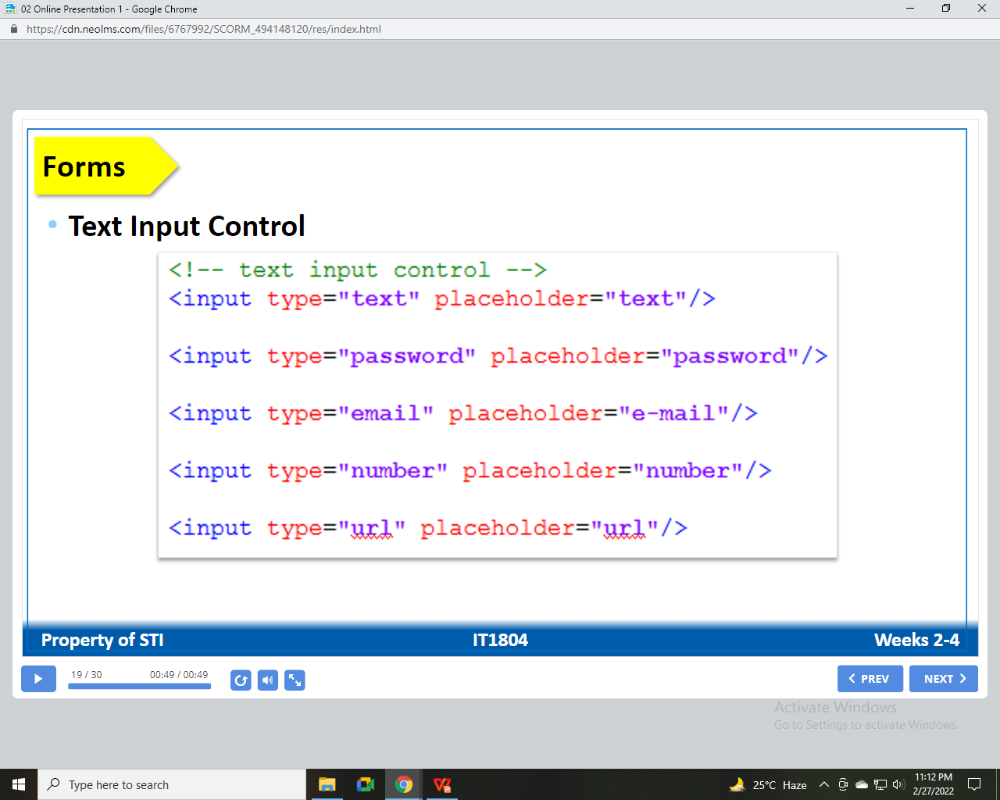 02 Online Presentation 1 - Google Chrome
https://cdn.neolms.com/files/6767992/SCORM_494148120/res/index.html
Forms
• Text Input Control
<!-- text input control -->
<input type="text" placeholder="text"/>
<input type="password" placeholder="password"/>
<input type="email" placeholder="e-mail"/>
<input type="number" placeholder="number"/>
<input type="url" placeholder="url"/>
Property of STI IT1804 Weeks 2-4
19 / 30 00:49 / 00:49 PREV NEXT
Activate Windows
Go to Settings to activate Windows.
Type here to search 25°C Haze 11:12 PM
2/27/2022